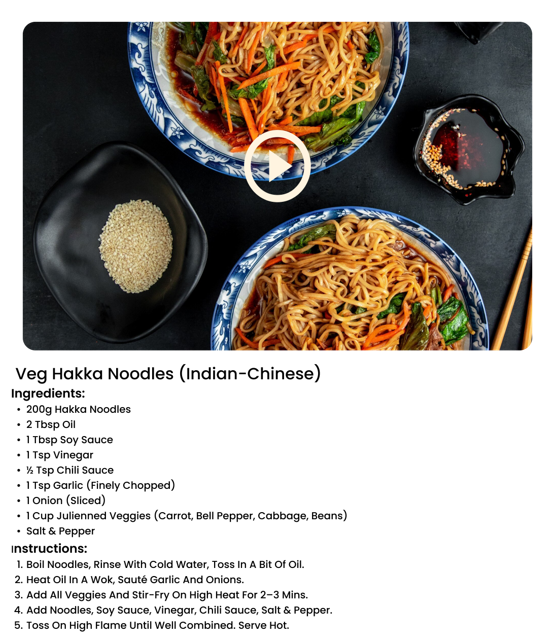 Veg Hakka Noodles (Indian-Chinese)
Ingredients:
• 200g Hakka Noodles
• 2 Tbsp Oil
• 1 Tbsp Soy Sauce
• 1 Tsp Vinegar
• ½ Tsp Chili Sauce
• 1 Tsp Garlic (Finely Chopped)
• 1 Onion (Sliced)
• 1 Cup Julienned Veggies (Carrot, Bell Pepper, Cabbage, Beans)
• Salt & Pepper
Instructions:
1. Boil Noodles, Rinse With Cold Water, Toss In A Bit Of Oil.
2. Heat Oil In A Wok, Sauté Garlic And Onions.
3. Add All Veggies And Stir-Fry On High Heat For 2–3 Mins.
4. Add Noodles, Soy Sauce, Vinegar, Chili Sauce, Salt & Pepper.
5. Toss On High Flame Until Well Combined. Serve Hot.